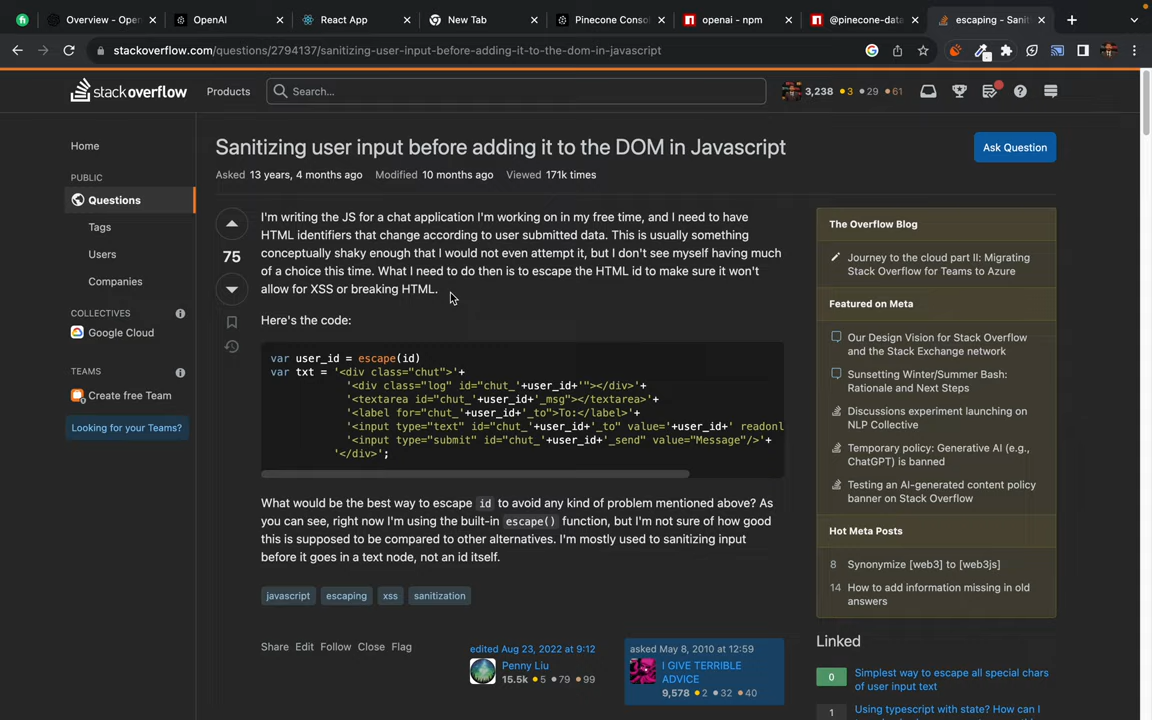 Overview - Open
OpenAI
React App
New Tab
Pinecone Conso
openai - npm
@pinecone-dat
escaping - Sani
stackoverflow.com/questions/2794137/sanitizing-user-input-before-adding-it-to-the-dom-in-javascript
stackoverflow
Products
Search...
3,238 3 29 61
Home
PUBLIC
Questions
Tags
Users
Companies
COLLECTIVES
Google Cloud
TEAMS
Create free Team
Looking for your Teams?
Sanitizing user input before adding it to the DOM in Javascript
Ask Question
Asked 13 years, 4 months ago Modified 10 months ago Viewed 171k times
75
I'm writing the JS for a chat application I'm working on in my free time, and I need to have
HTML identifiers that change according to user submitted data. This is usually something
conceptually shaky enough that I would not even attempt it, but I don't see myself having much
of a choice this time. What I need to do then is to escape the HTML id to make sure it won't
allow for XSS or breaking HTML.
Here's the code:
var user_id = escape(id)
var txt = '<div class="chut">'+
'<div class="log" id="chut_'+user_id+'"></div>'+
'<textarea id="chut_'+user_id+'_msg"></textarea>'+
'<label for="chut_'+user_id+'_to">To:</label>'+
'<input type="text" id="chut_'+user_id+'_to" value='+user_id+' readonl
'<input type="submit" id="chut_'+user_id+'_send" value="Message"/>'+
'</div>';
What would be the best way to escape id to avoid any kind of problem mentioned above? As
you can see, right now I'm using the built-in escape() function, but I'm not sure of how good
this is supposed to be compared to other alternatives. I'm mostly used to sanitizing input
before it goes in a text node, not an id itself.
javascript escaping xss sanitization
Share Edit Follow Close Flag
edited Aug 23, 2022 at 9:12
Penny Liu
15.5k 5 79 99
asked May 8, 2010 at 12:59
I GIVE TERRIBLE
ADVICE
9,578 2 32 40
The Overflow Blog
Journey to the cloud part II: Migrating
Stack Overflow for Teams to Azure
Featured on Meta
Our Design Vision for Stack Overflow
and the Stack Exchange network
Sunsetting Winter/Summer Bash:
Rationale and Next Steps
Discussions experiment launching on
NLP Collective
Temporary policy: Generative AI (e.g.,
ChatGPT) is banned
Testing an AI-generated content policy
banner on Stack Overflow
Hot Meta Posts
8 Synonymize [web3] to [web3js]
14 How to add information missing in old
answers
Linked
0 Simplest way to escape all special chars
of user input text
1 Using typescript with state? How can I